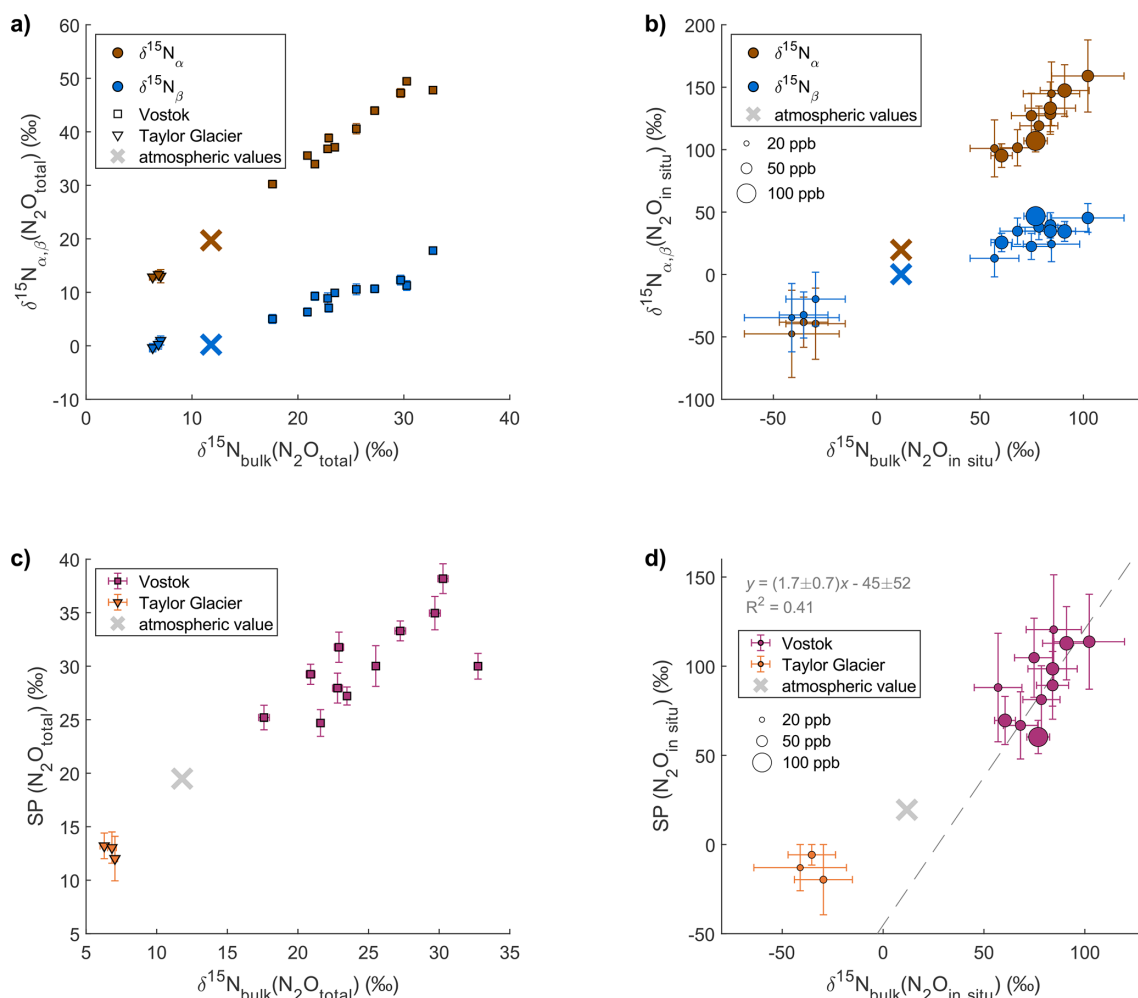 a)
60
50
40
30
20
10
0
-10
δ¹⁵Nα,β(N₂Ototal) (‰)
δ¹⁵Nα
δ¹⁵Nβ
Vostok
Taylor Glacier
atmospheric values
0 10 20 30 40
δ¹⁵Nbulk(N₂Ototal) (‰)
b)
200
150
100
50
0
-50
-100
δ¹⁵Nα,β(N₂Oin situ) (‰)
δ¹⁵Nα
δ¹⁵Nβ
atmospheric values
20 ppb
50 ppb
100 ppb
-50 0 50 100
δ¹⁵Nbulk(N₂Oin situ) (‰)
c)
40
35
30
25
20
15
10
5
SP (N₂Ototal) (‰)
Vostok
Taylor Glacier
atmospheric value
5 10 15 20 25 30 35
δ¹⁵Nbulk(N₂Ototal) (‰)
d)
150
100
50
0
-50
SP (N₂Oin situ) (‰)
y = (1.7±0.7)x - 45±52
R² = 0.41
Vostok
Taylor Glacier
atmospheric value
20 ppb
50 ppb
100 ppb
-50 0 50 100
δ¹⁵Nbulk(N₂Oin situ) (‰)